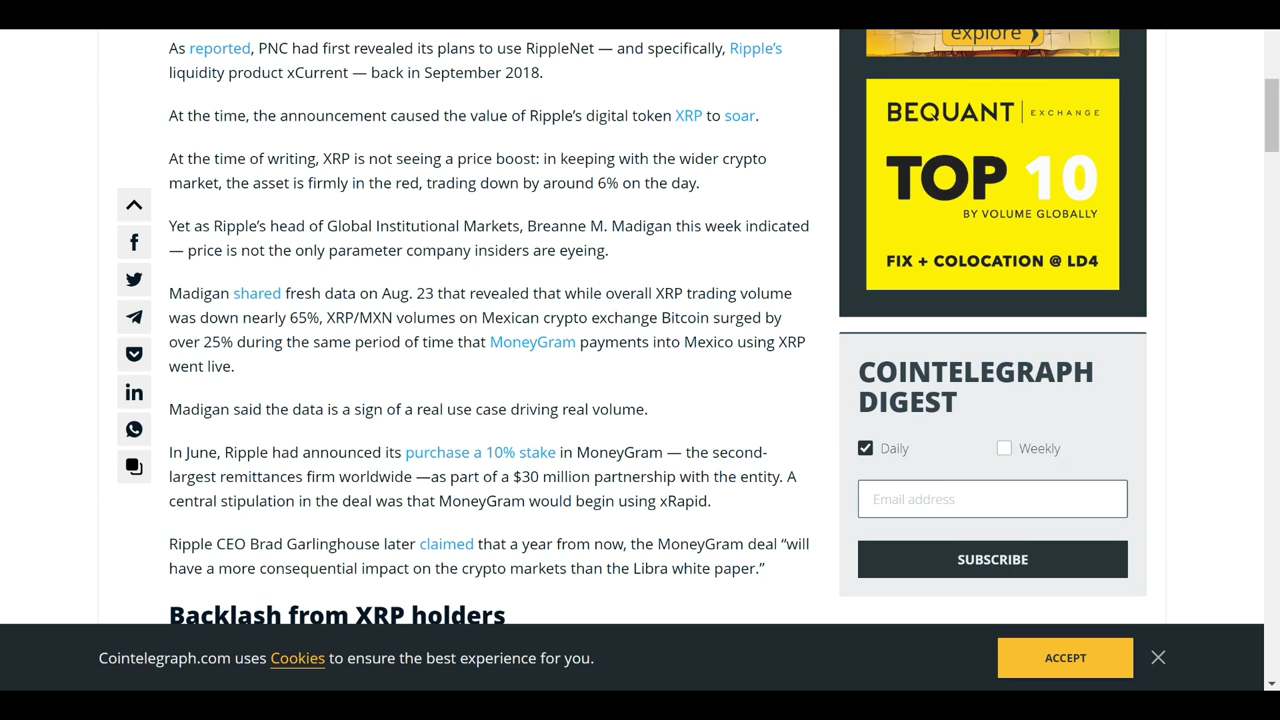 As reported, PNC had first revealed its plans to use RippleNet — and specifically, Ripple's
liquidity product xCurrent — back in September 2018.
At the time, the announcement caused the value of Ripple's digital token XRP to soar.
At the time of writing, XRP is not seeing a price boost: in keeping with the wider crypto
market, the asset is firmly in the red, trading down by around 6% on the day.
Yet as Ripple's head of Global Institutional Markets, Breanne M. Madigan this week indicated
— price is not the only parameter company insiders are eyeing.
Madigan shared fresh data on Aug. 23 that revealed that while overall XRP trading volume
was down nearly 65%, XRP/MXN volumes on Mexican crypto exchange Bitcoin surged by
over 25% during the same period of time that MoneyGram payments into Mexico using XRP
went live.
Madigan said the data is a sign of a real use case driving real volume.
In June, Ripple had announced its purchase a 10% stake in MoneyGram — the second-
largest remittances firm worldwide —as part of a $30 million partnership with the entity. A
central stipulation in the deal was that MoneyGram would begin using xRapid.
Ripple CEO Brad Garlinghouse later claimed that a year from now, the MoneyGram deal “will
have a more consequential impact on the crypto markets than the Libra white paper.”
Backlash from XRP holders
explore ❯
BEQUANT | EXCHANGE
TOP 10
BY VOLUME GLOBALLY
FIX + COLOCATION @ LD4
COINTELEGRAPH
DIGEST
Daily Weekly
Email address
SUBSCRIBE
Cointelegraph.com uses Cookies to ensure the best experience for you.
ACCEPT